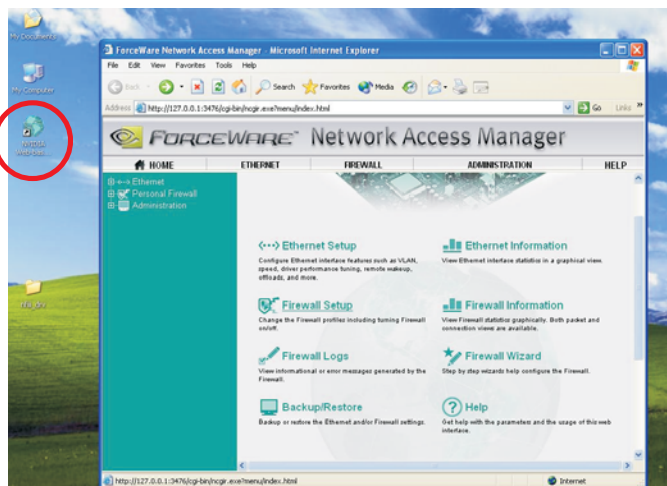 My Documents
My Computer
NVIDIA
Web-bas...
ForceWare Network Access Manager - Microsoft Internet Explorer
File Edit View Favorites Tools Help
Back Search Favorites Media
Address http://127.0.0.1:3476/cgi-bin/ncgir.exe?menu/index.html Go Links »
FORCEWARE™ Network Access Manager
HOME ETHERNET FIREWALL ADMINISTRATION HELP
Ethernet
Personal Firewall
Administration
Ethernet Setup
Configure Ethernet interface features such as VLAN,
speed, driver performance tuning, remote wakeup,
offloads, and more.
Ethernet Information
View Ethernet interface statistics in a graphical view.
Firewall Setup
Change the Firewall profiles including turning Firewall
on/off.
Firewall Information
View Firewall statistics graphically. Both packet and
connection views are available.
Firewall Logs
View informational or error messages generated by the
Firewall.
Firewall Wizard
Step by step wizards help configure the Firewall.
Backup/Restore
Backup or restore the Ethernet and/or Firewall settings.
Help
Get help with the parameters and the usage of this web
interface.
http://127.0.0.1:3476/cgi-bin/ncgir.exe?menu/index.html Internet